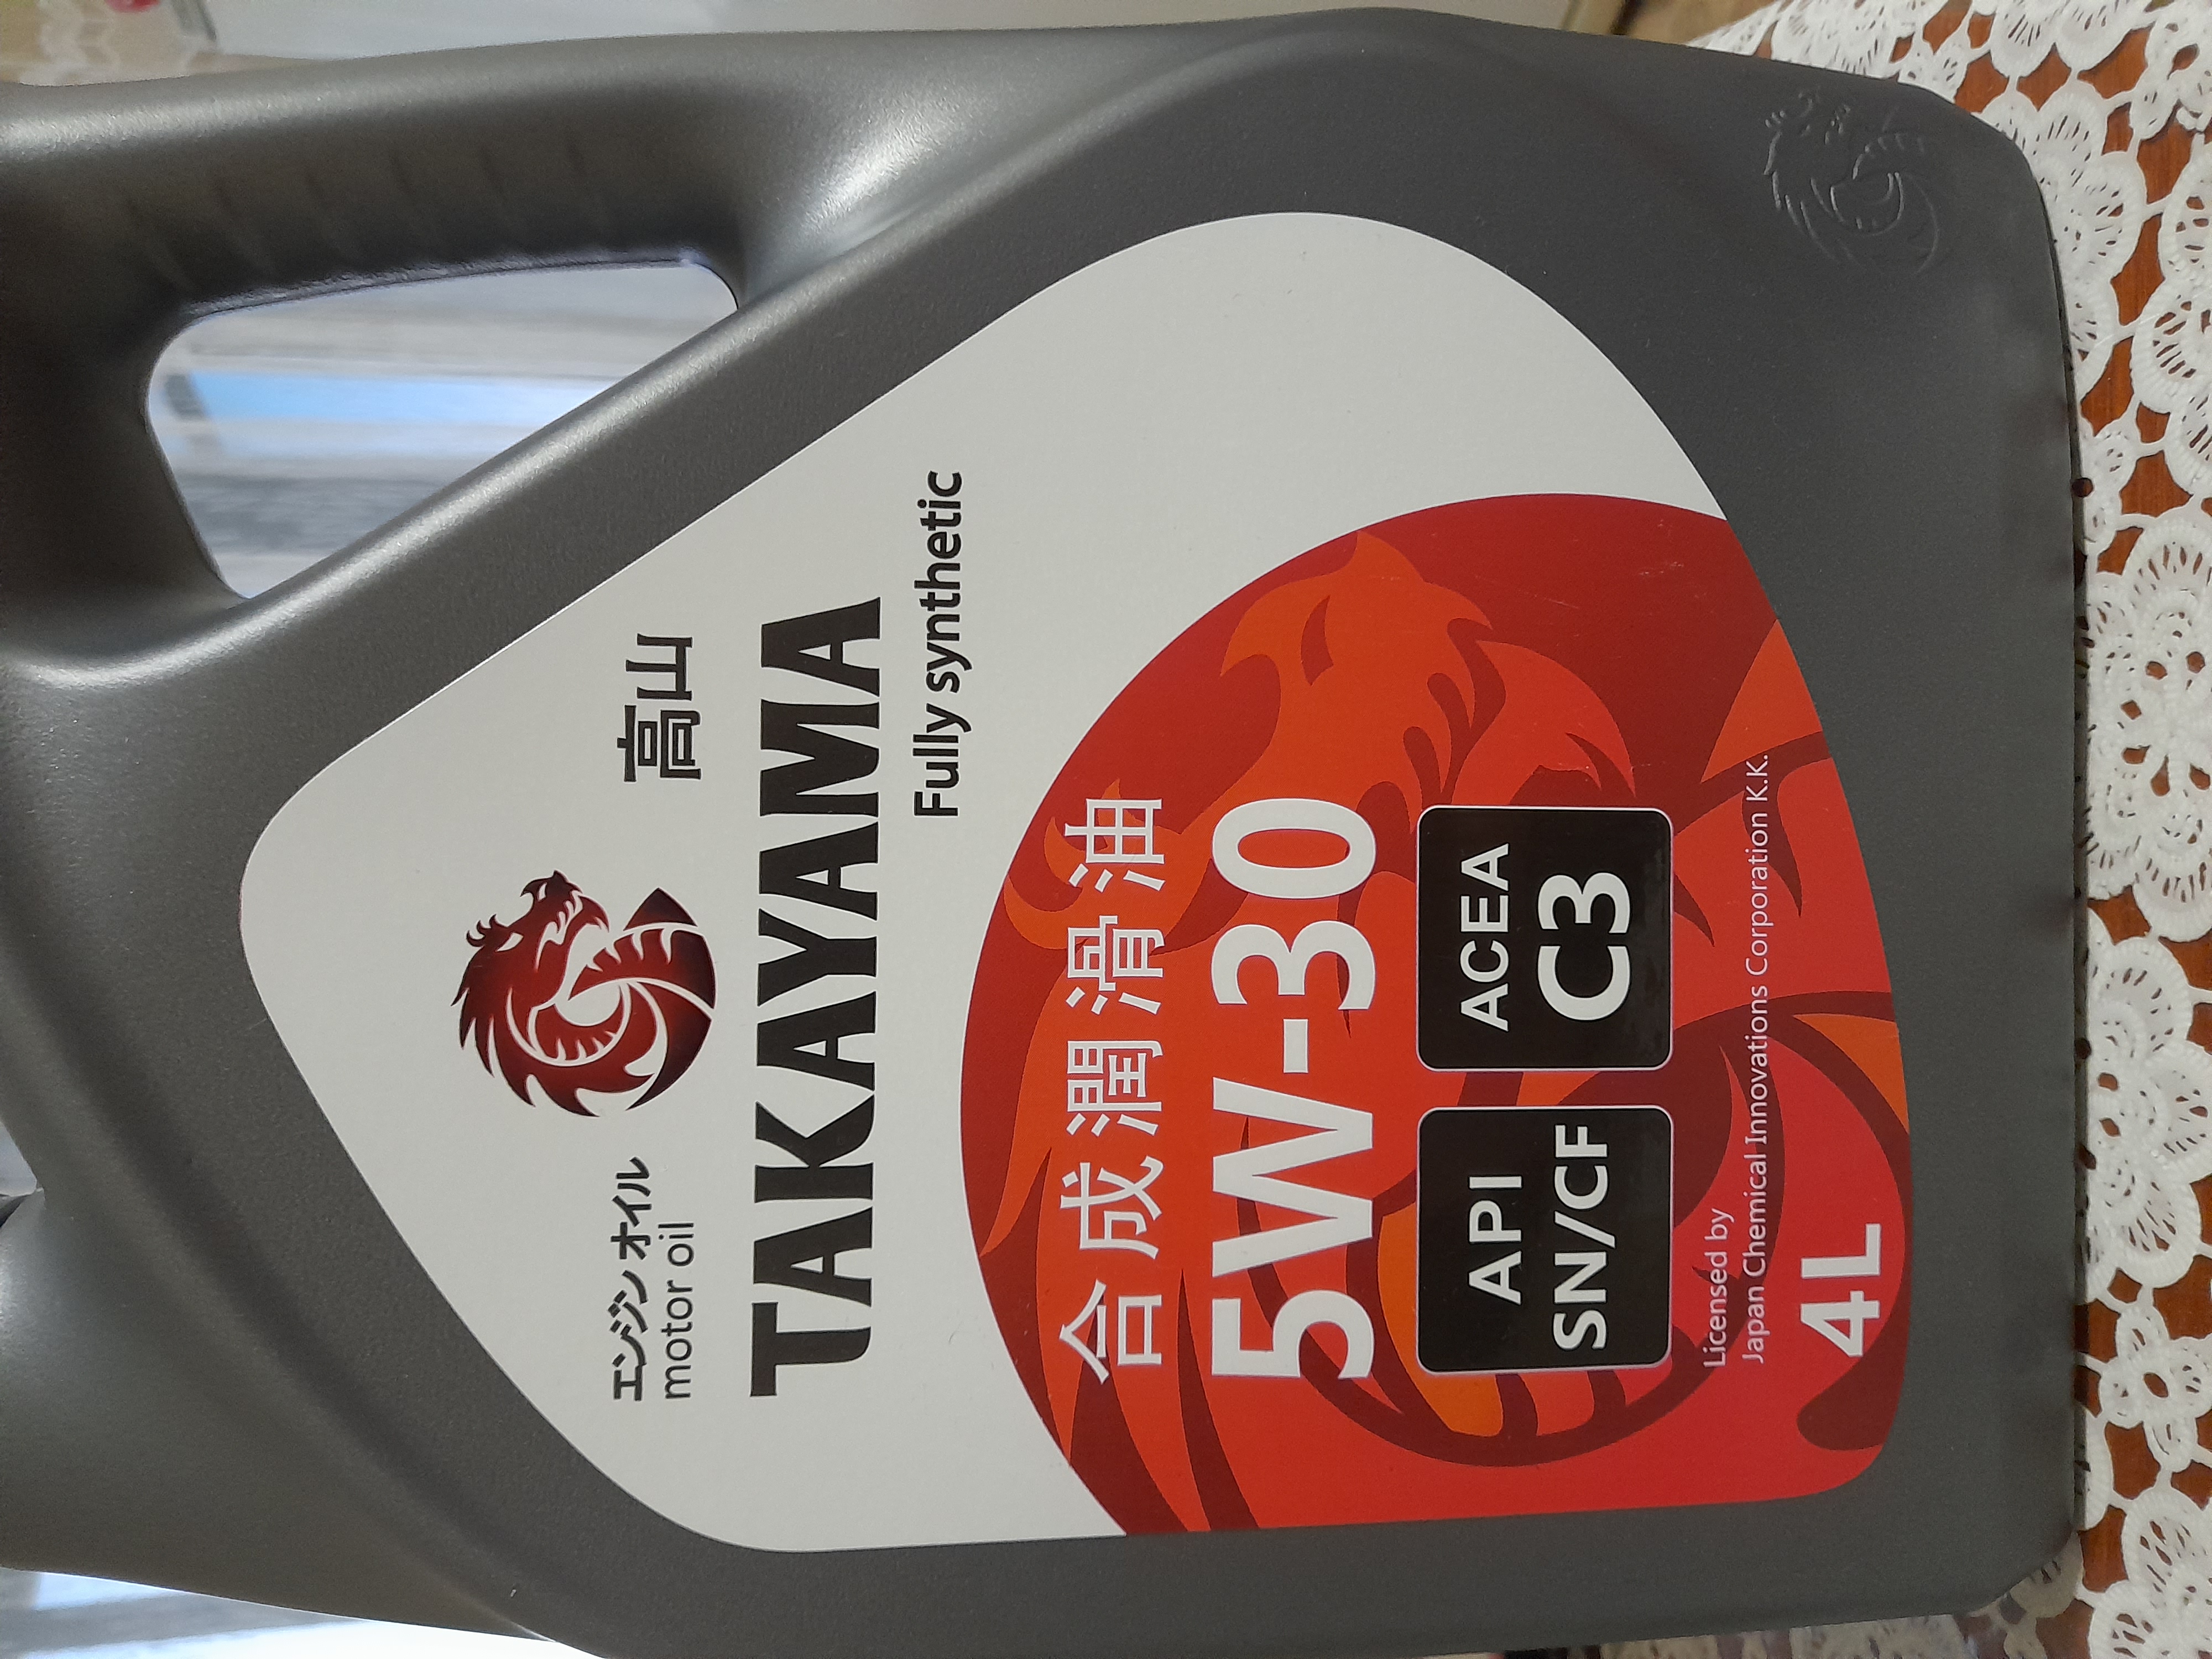 エンジン オイル
motor oil
高山
TAKAYAMA
Fully synthetic
合成潤滑油
5W-30
API
SN/CF
ACEA
C3
Licensed by
Japan Chemical Innovations Corporation K.K.
4L